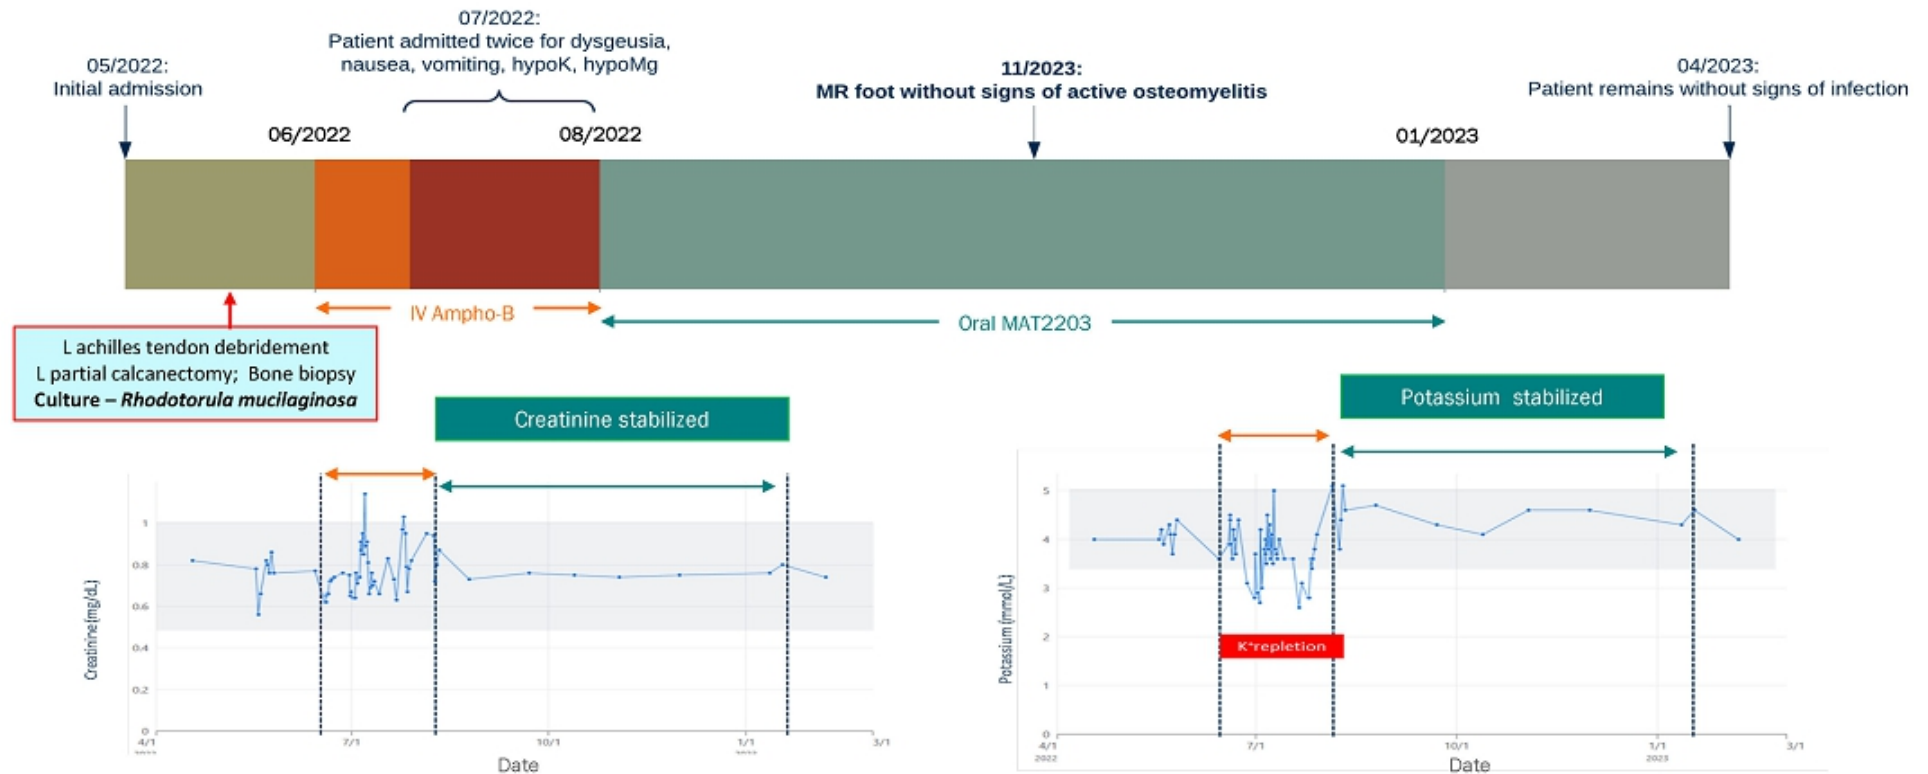 05/2022:
Initial admission
07/2022:
Patient admitted twice for dysgeusia,
nausea, vomiting, hypoK, hypoMg
11/2023:
MR foot without signs of active osteomyelitis
04/2023:
Patient remains without signs of infection
06/2022
08/2022
01/2023
IV Ampho-B
Oral MAT2203
L achilles tendon debridement
L partial calcanectomy; Bone biopsy
Culture – Rhodotorula mucilaginosa
Creatinine stabilized
Creatinine (mg/dL)
1
0.8
0.6
0.4
0.2
0
4/1
7/1
10/1
1/1
3/1
Date
Potassium stabilized
Potassium (mmol/L)
5
4
3
2
1
0
K⁺repletion
4/1
2022
7/1
10/1
1/1
2023
3/1
Date